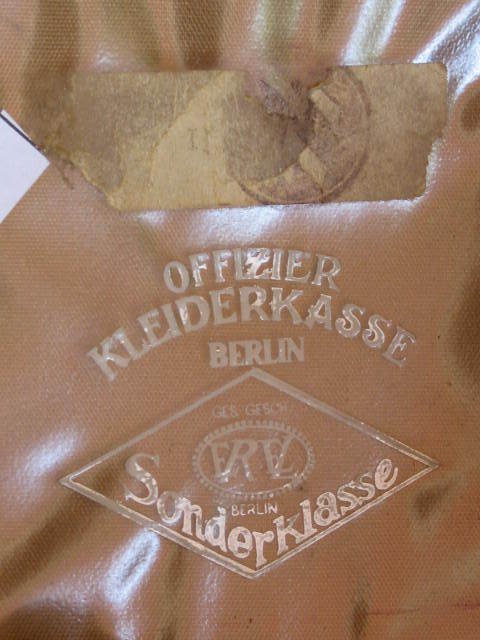 OFFIZIER
KLEIDERKASSE
BERLIN
GES. GESCH.
EREL
Sonderklasse
BERLIN